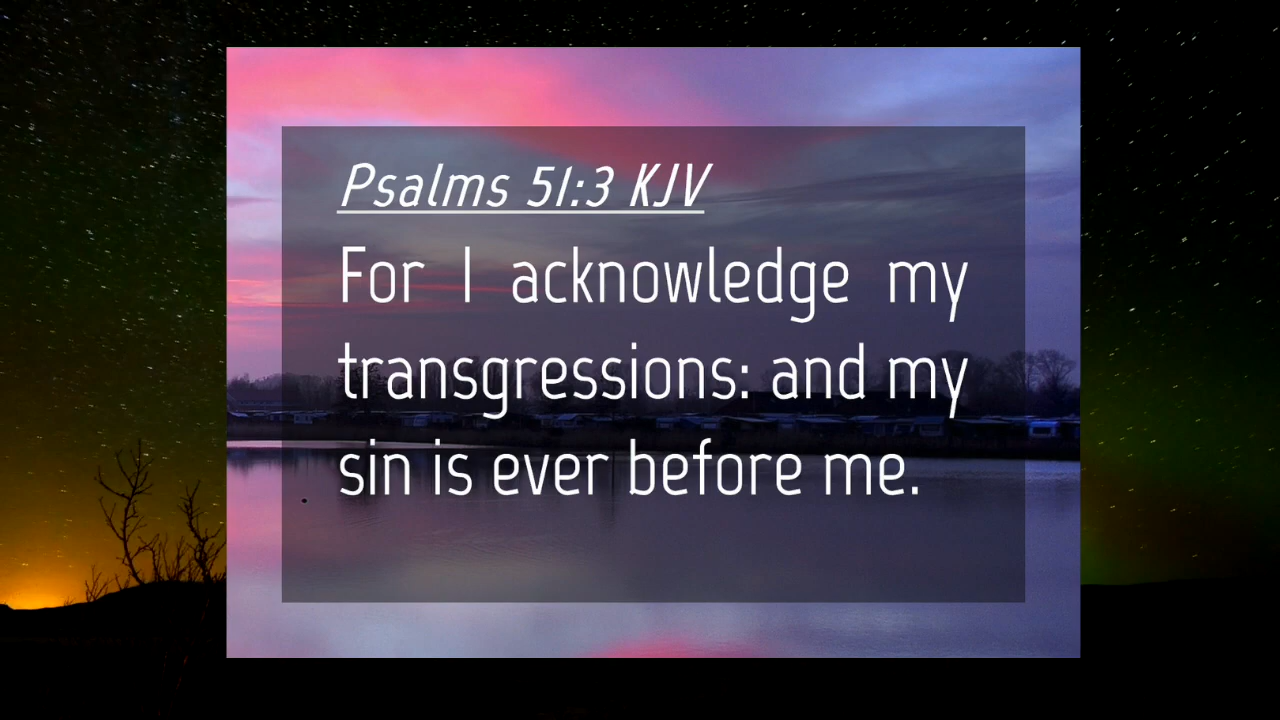 Psalms 51:3 KJV
For I acknowledge my
transgressions: and my
sin is ever before me.